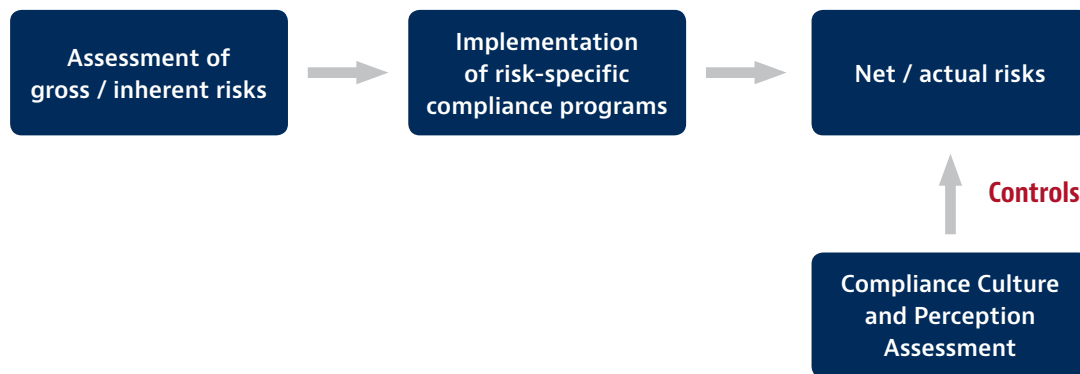 Assessment of
gross / inherent risks
Implementation
of risk-specific
compliance programs
Net / actual risks
Controls
Compliance Culture
and Perception
Assessment